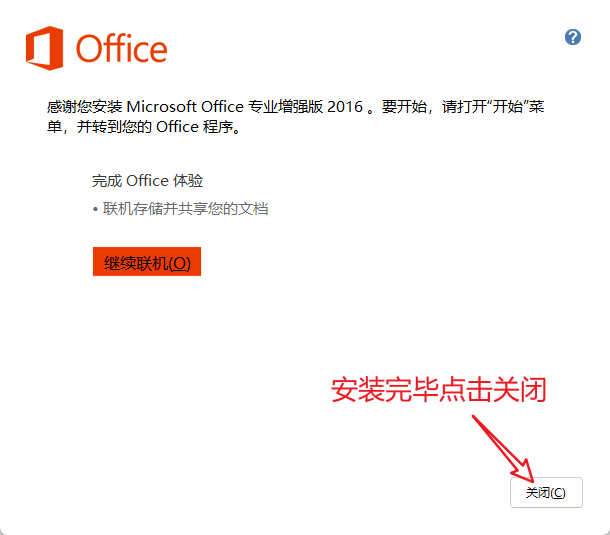 Office
?
感谢您安装 Microsoft Office 专业增强版 2016 。要开始，请打开“开始”菜
单，并转到您的 Office 程序。
完成 Office 体验
• 联机存储并共享您的文档
继续联机(O)
安装完毕点击关闭
关闭(C)